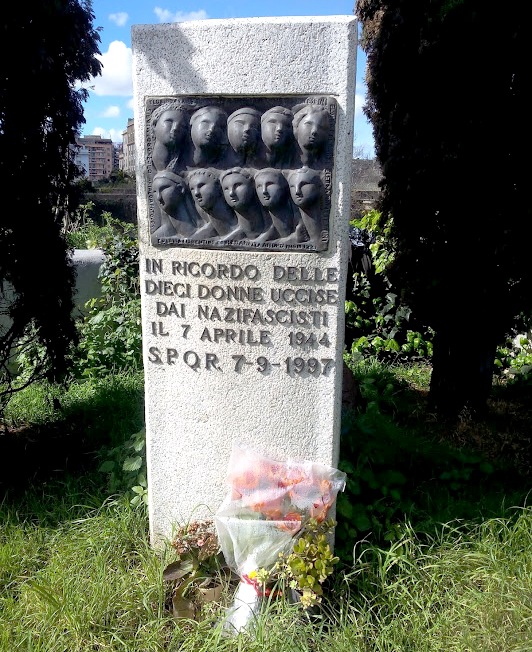 IN RICORDO DELLE
DIECI DONNE UCCISE
DAI NAZIFASCISTI
IL 7 APRILE 1944
S.P.Q.R. 7-9-1997